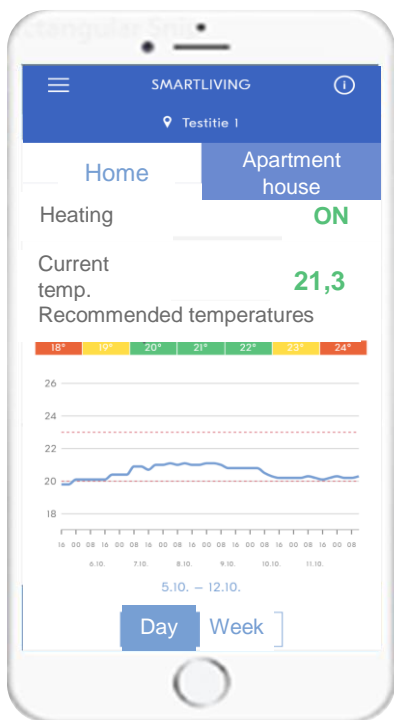 SMARTLIVING
Testitie 1
Home
Apartment
house
Heating ON
Current
temp. 21,3
Recommended temperatures
18° 19° 20° 21° 22° 23° 24°
26
24
22
20
18
16 00 08 16 00 08 16 00 08 16 00 08 16 00 08 16 00 08 16 00 08
6.10. 7.10. 8.10. 9.10. 10.10. 11.10.
5.10. – 12.10.
Day Week